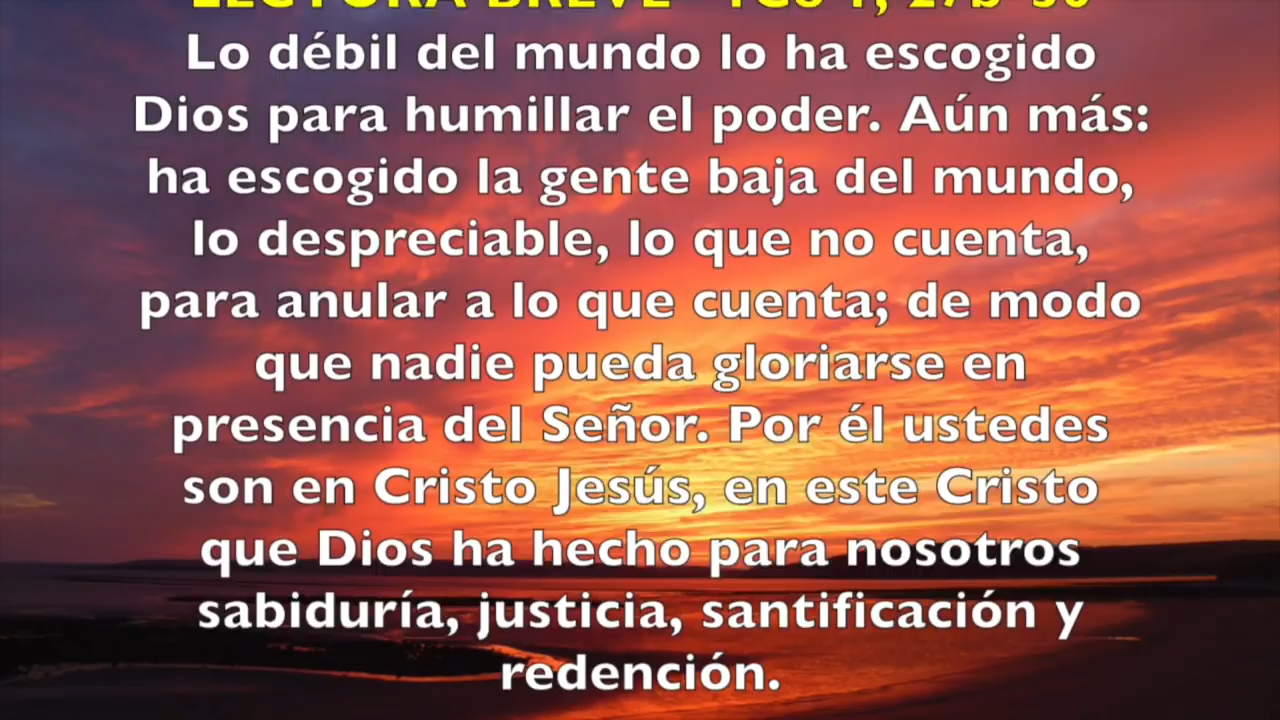 LECTURA BREVE 1Co 1, 27b-30
Lo débil del mundo lo ha escogido
Dios para humillar el poder. Aún más:
ha escogido la gente baja del mundo,
lo despreciable, lo que no cuenta,
para anular a lo que cuenta; de modo
que nadie pueda gloriarse en
presencia del Señor. Por él ustedes
son en Cristo Jesús, en este Cristo
que Dios ha hecho para nosotros
sabiduría, justicia, santificación y
redención.